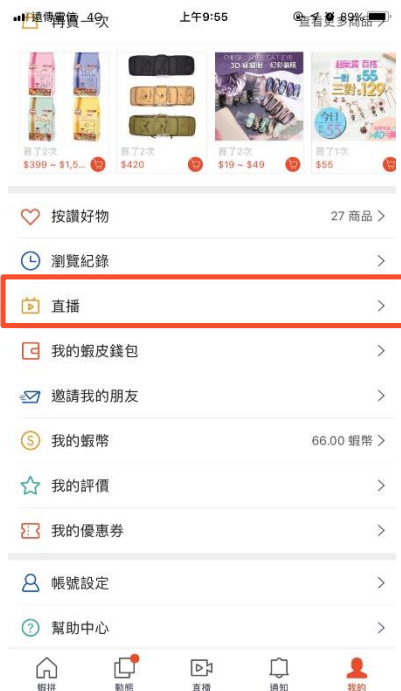 遠傳電信 4G 上午9:55 89%
再買一次 查看更多商品
CHEGE JEWEL CAT EYE
買了2次 買了2次 買了2次 買了1次
$399 ~ $1,5... $420 $19 ~ $49 $55
按讚好物 27 商品
瀏覽紀錄
直播
我的蝦皮錢包
邀請我的朋友
我的蝦幣 66.00 蝦幣
我的評價
我的優惠券
帳號設定
幫助中心
蝦拼 動態 直播 通知 我的